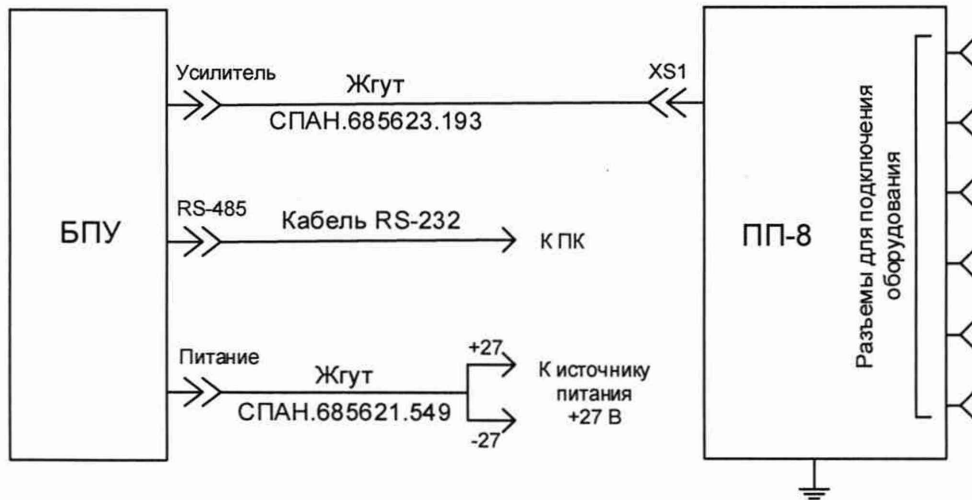 Усилитель
Жгут
XS1
СПАН.685623.193
БПУ
RS-485
Кабель RS-232
К ПК
ПП-8
Разъемы для подключения
оборудования
Питание
Жгут
СПАН.685621.549
+27
-27
К источнику
питания
+27 В